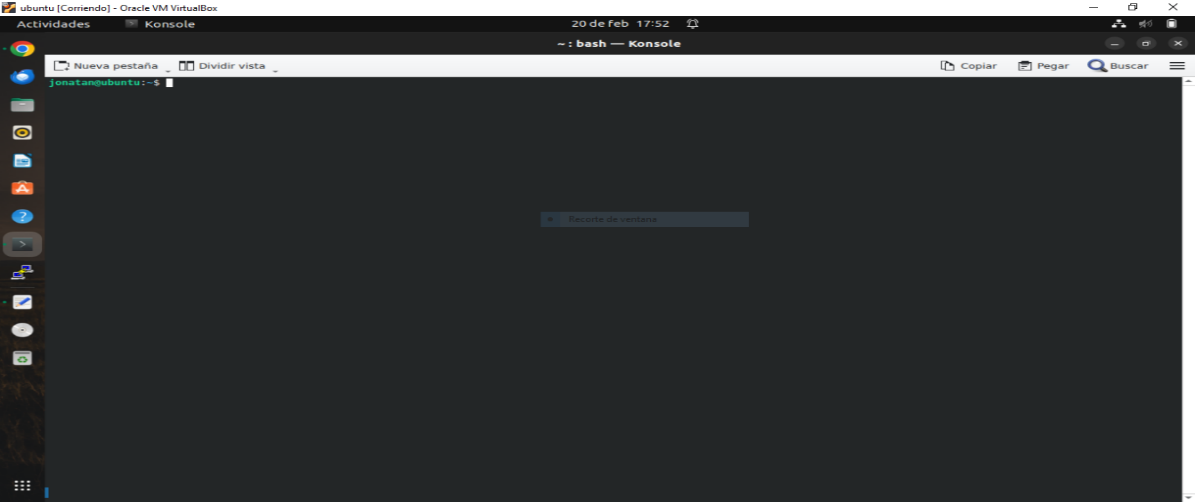 ubuntu [Corriendo] - Oracle VM VirtualBox
Actividades Konsole 20 de feb 17:52
~ : bash — Konsole
Nueva pestaña Dividir vista Copiar Pegar Buscar
jonatan@ubuntu:~$
Recorte de ventana